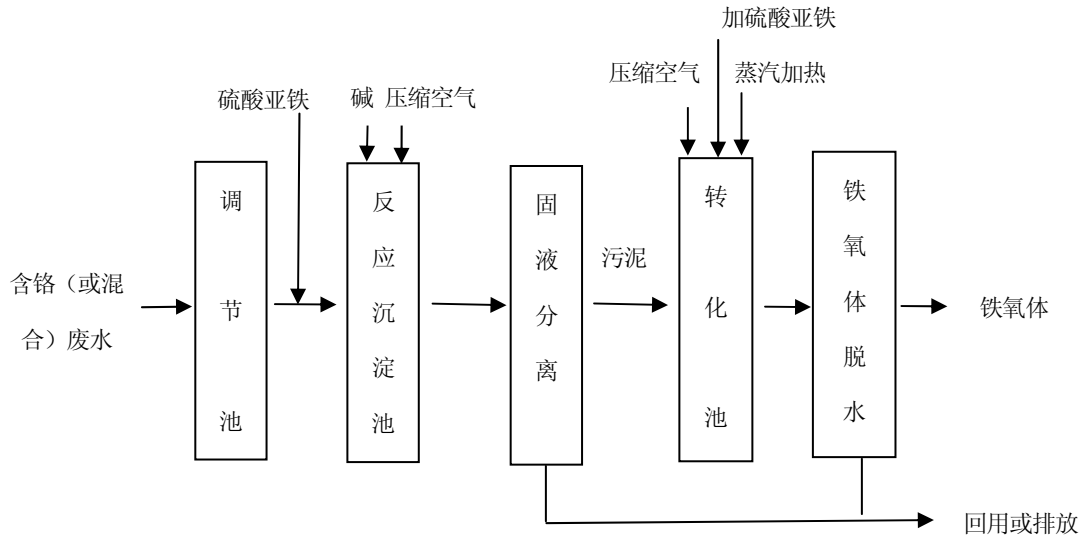 加硫酸亚铁
压缩空气 蒸汽加热
硫酸亚铁 碱 压缩空气
调节池
反应沉淀池
固液分离
污泥
转化池
铁氧体脱水
含铬（或混
合）废水
铁氧体
回用或排放